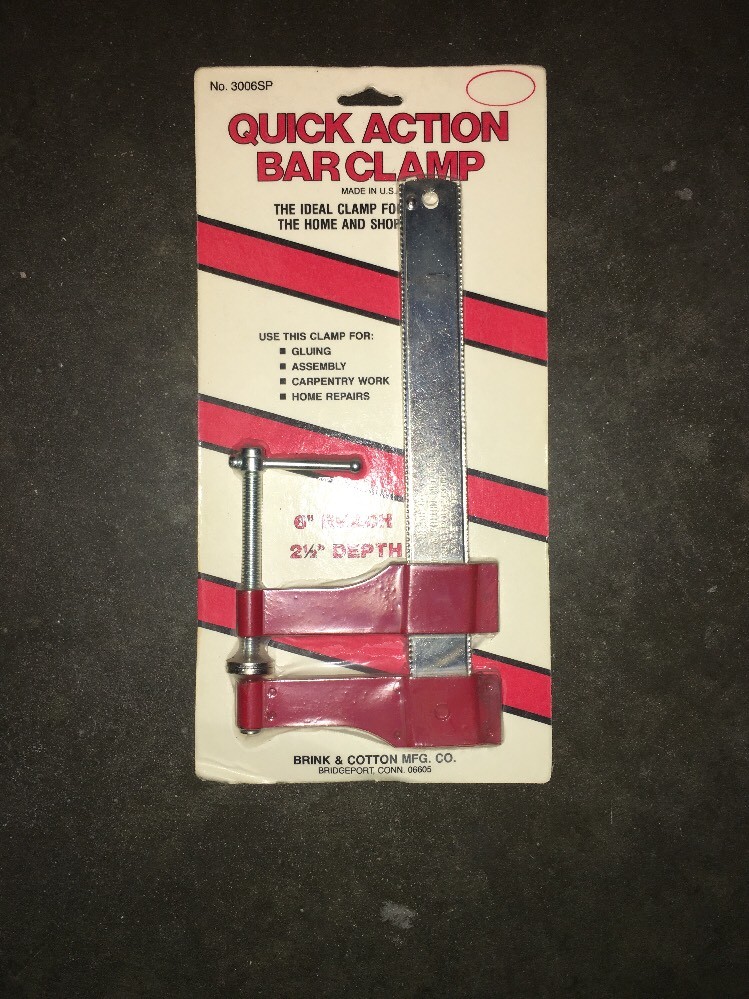 No. 3006SP
QUICK ACTION
BAR CLAMP
MADE IN U.S.
THE IDEAL CLAMP FO
THE HOME AND SHOP
USE THIS CLAMP FOR:
■ GLUING
■ ASSEMBLY
■ CARPENTRY WORK
■ HOME REPAIRS
6" REACH
2½" DEPTH
BRINK & COTTON MFG. CO.
BRIDGEPORT, CONN. 06605